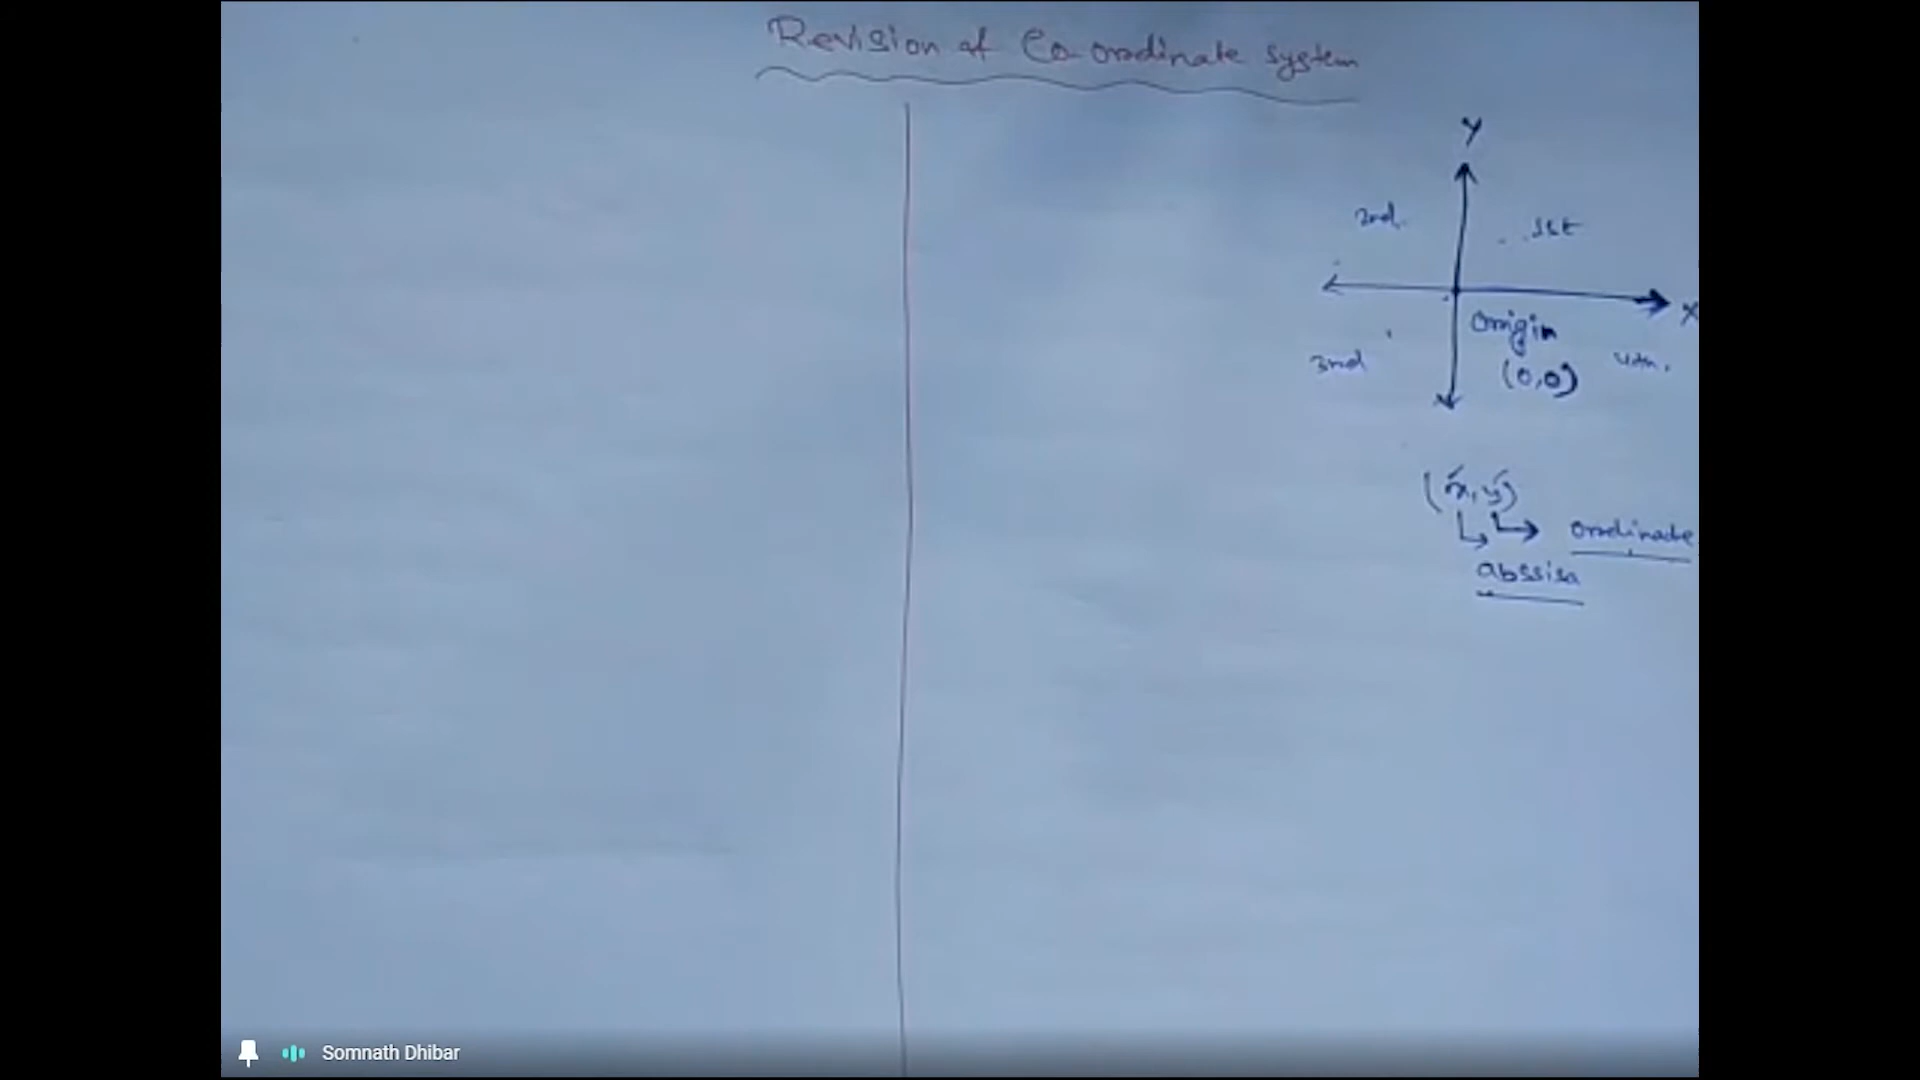 Revision of Co-ordinate system
Y
2nd.
1st
X
Origin
3rd
4th.
(0,0)
(x,y)
ordinate
abssisa
Somnath Dhibar